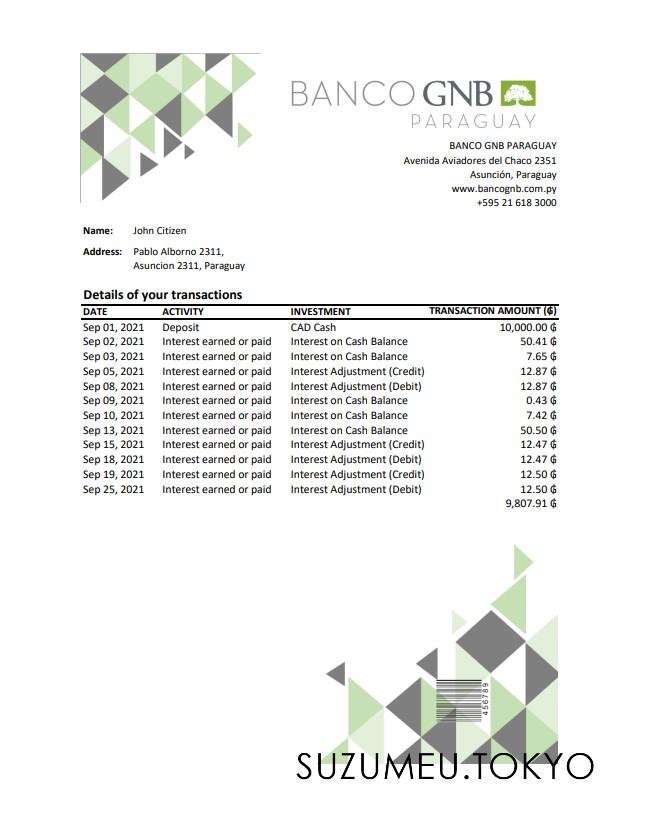 BANCO GNB
PARAGUAY
BANCO GNB PARAGUAY
Avenida Aviadores del Chaco 2351
Asunción, Paraguay
www.bancognb.com.py
+595 21 618 3000
Name: John Citizen
Address: Pablo Alborno 2311,
Asuncion 2311, Paraguay
Details of your transactions
DATE ACTIVITY INVESTMENT TRANSACTION AMOUNT (₲)
Sep 01, 2021 Deposit CAD Cash 10,000.00 ₲
Sep 02, 2021 Interest earned or paid Interest on Cash Balance 50.41 ₲
Sep 03, 2021 Interest earned or paid Interest on Cash Balance 7.65 ₲
Sep 05, 2021 Interest earned or paid Interest Adjustment (Credit) 12.87 ₲
Sep 08, 2021 Interest earned or paid Interest Adjustment (Debit) 12.87 ₲
Sep 09, 2021 Interest earned or paid Interest on Cash Balance 0.43 ₲
Sep 10, 2021 Interest earned or paid Interest on Cash Balance 7.42 ₲
Sep 13, 2021 Interest earned or paid Interest on Cash Balance 50.50 ₲
Sep 15, 2021 Interest earned or paid Interest Adjustment (Credit) 12.47 ₲
Sep 18, 2021 Interest earned or paid Interest Adjustment (Debit) 12.47 ₲
Sep 19, 2021 Interest earned or paid Interest Adjustment (Credit) 12.50 ₲
Sep 25, 2021 Interest earned or paid Interest Adjustment (Debit) 12.50 ₲
9,807.91 ₲
456789
SUZUMEU.TOKYO